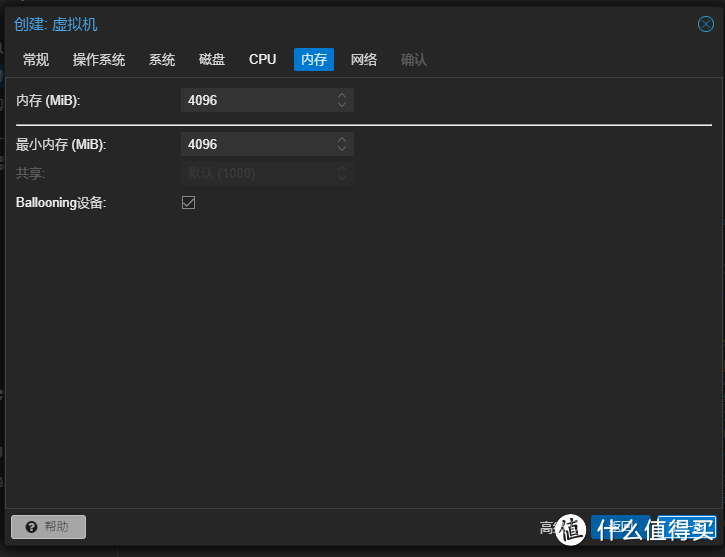 创建: 虚拟机
常规 操作系统 系统 磁盘 CPU 内存 网络 确认
内存 (MiB): 4096
最小内存 (MiB): 4096
共享: 默认 (1000)
Ballooning设备:
帮助 值 什么值得买